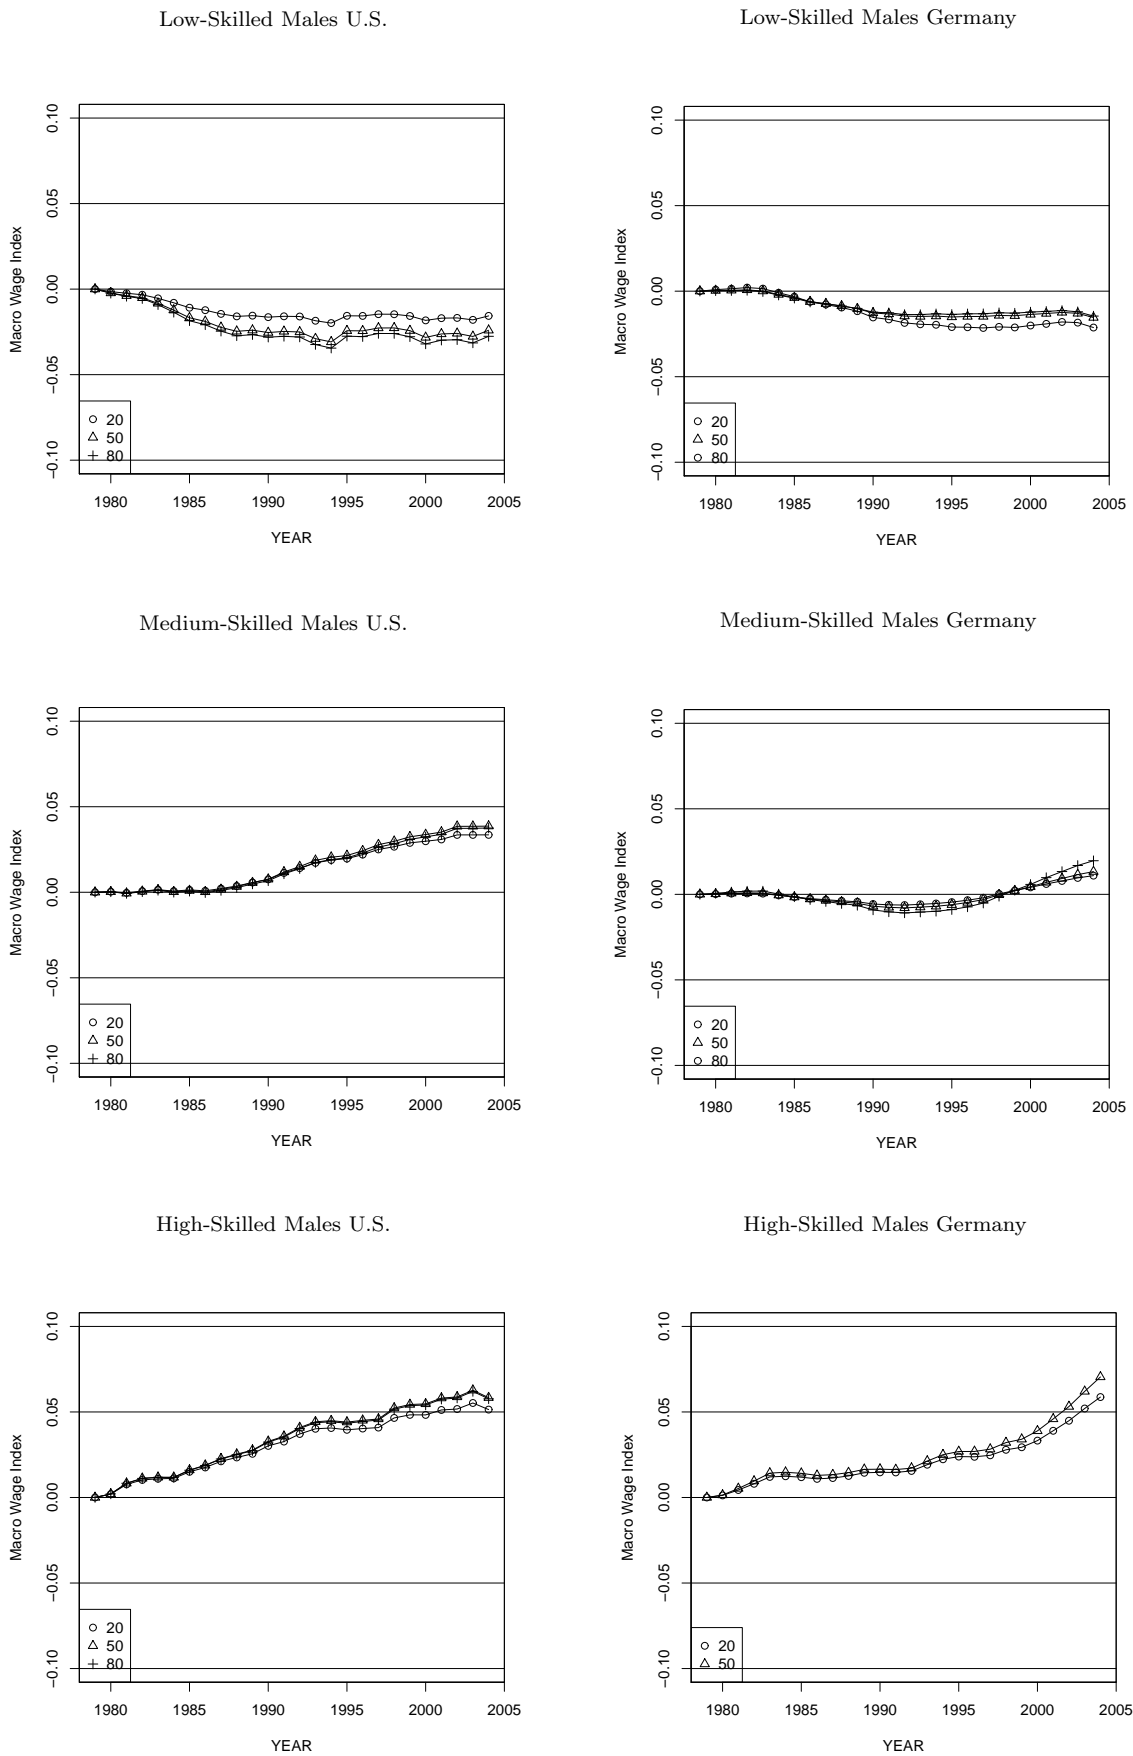 Low-Skilled Males U.S.
Low-Skilled Males Germany
Macro Wage Index
0.10
0.05
0.00
−0.05
−0.10
20
50
80
1980 1985 1990 1995 2000 2005
YEAR
Macro Wage Index
0.10
0.05
0.00
−0.05
−0.10
20
50
80
1980 1985 1990 1995 2000 2005
YEAR
Medium-Skilled Males U.S.
Medium-Skilled Males Germany
Macro Wage Index
0.10
0.05
0.00
−0.05
−0.10
20
50
80
1980 1985 1990 1995 2000 2005
YEAR
Macro Wage Index
0.10
0.05
0.00
−0.05
−0.10
20
50
80
1980 1985 1990 1995 2000 2005
YEAR
High-Skilled Males U.S.
High-Skilled Males Germany
Macro Wage Index
0.10
0.05
0.00
−0.05
−0.10
20
50
80
1980 1985 1990 1995 2000 2005
YEAR
Macro Wage Index
0.10
0.05
0.00
−0.05
−0.10
20
50
1980 1985 1990 1995 2000 2005
YEAR